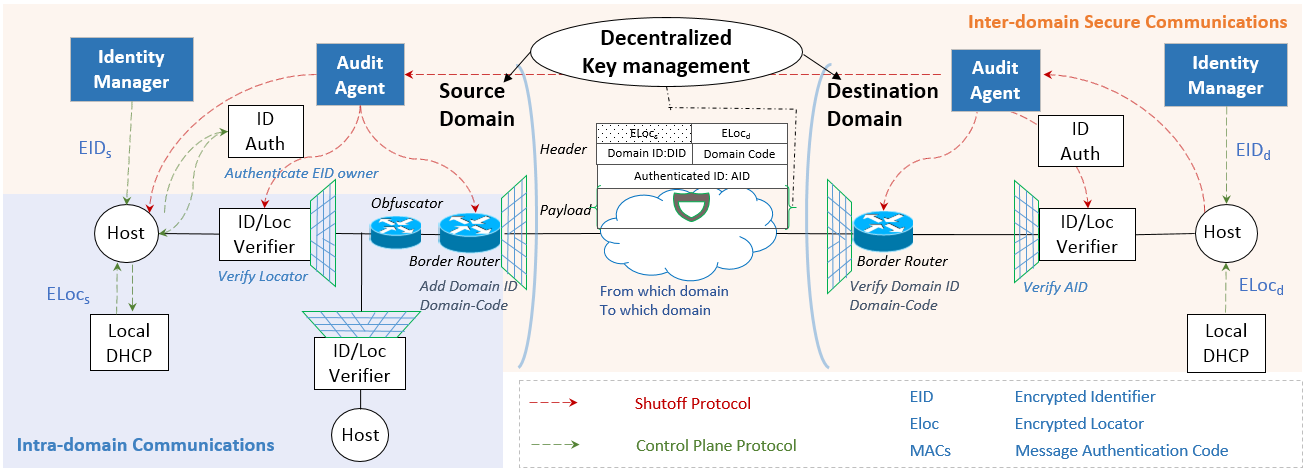 Inter-domain Secure Communications
Decentralized
Key management
Identity
Manager
Audit
Agent
Source
Domain
Destination
Domain
Audit
Agent
Identity
Manager
ID
Auth
EIDs
Authenticate EID owner
Header
ELocs
ELocd
Domain ID:DID
Domain Code
Authenticated ID: AID
Payload
ID
Auth
EIDd
Host
ID/Loc
Verifier
Verify Locator
Obfuscator
Border Router
Add Domain ID
Domain-Code
From which domain
To which domain
Border Router
Verify Domain ID
Domain-Code
ID/Loc
Verifier
Verify AID
Host
ELocs
Local
DHCP
ELocd
Local
DHCP
ID/Loc
Verifier
Host
Intra-domain Communications
Shutoff Protocol
Control Plane Protocol
EID Encrypted Identifier
Eloc Encrypted Locator
MACs Message Authentication Code